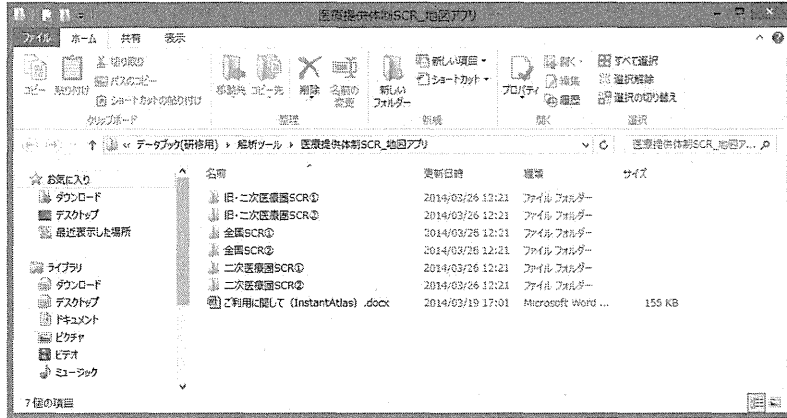 医療提供体制SCR_地図アプリ
ファイル ホーム 共有 表示
コピー 貼り付け 切り取り パスのコピー ショートカットの貼り付け
移動先 コピー先 削除 名前の変更
新しいフォルダー 新しい項目 ショートカット
プロパティ 開く 編集 履歴
すべて選択 選択解除 選択の切り替え
クリップボード 整理 新規 開く 選択
« データブック(研修用) 解析ツール 医療提供体制SCR_地図アプリ 医療提供体制SCR_地図ア...
お気に入り
ダウンロード
デスクトップ
最近表示した場所
ライブラリ
ダウンロード
デスクトップ
ドキュメント
ピクチャ
ビデオ
ミュージック
名前 更新日時 種類 サイズ
旧・二次医療圏SCR① 2014/03/26 12:21 ファイル フォルダー
旧・二次医療圏SCR② 2014/03/26 12:21 ファイル フォルダー
全国SCR① 2014/03/26 12:21 ファイル フォルダー
全国SCR② 2014/03/26 12:21 ファイル フォルダー
二次医療圏SCR① 2014/03/26 12:21 ファイル フォルダー
二次医療圏SCR② 2014/03/26 12:21 ファイル フォルダー
ご利用に関して（InstantAtlas）.docx 2014/03/19 17:01 Microsoft Word ... 155 KB
7 個の項目